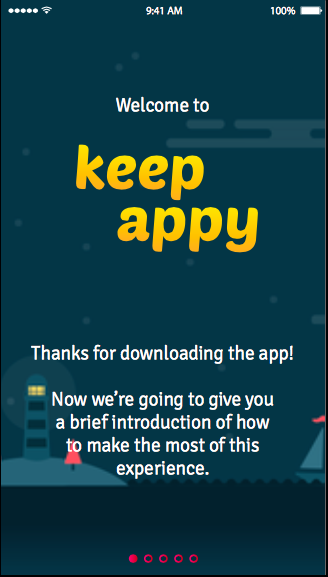 9:41 AM 100%
Welcome to
keep
appy
Thanks for downloading the app!
Now we’re going to give you
a brief introduction of how
to make the most of this
experience.